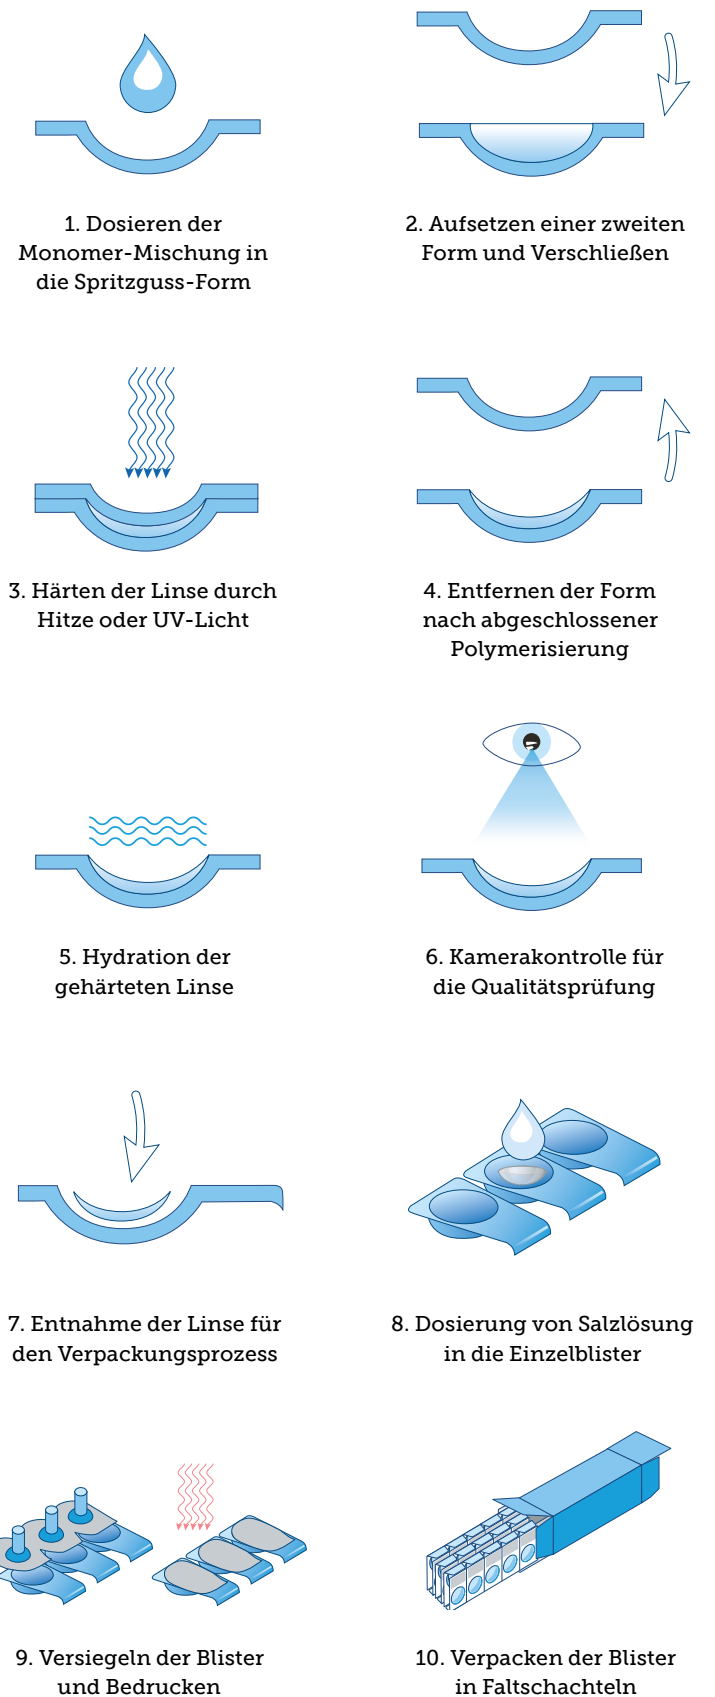 1. Dosieren der
Monomer-Mischung in
die Spritzguss-Form
2. Aufsetzen einer zweiten
Form und Verschließen
3. Härten der Linse durch
Hitze oder UV-Licht
4. Entfernen der Form
nach abgeschlossener
Polymerisierung
5. Hydration der
gehärteten Linse
6. Kamerakontrolle für
die Qualitätsprüfung
7. Entnahme der Linse für
den Verpackungsprozess
8. Dosierung von Salzlösung
in die Einzelblister
9. Versiegeln der Blister
und Bedrucken
10. Verpacken der Blister
in Faltschachteln